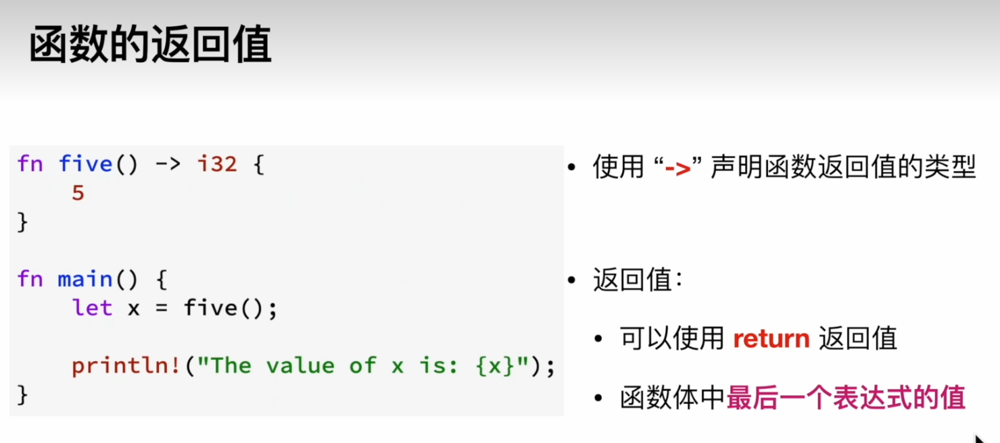 函数的返回值
fn five() -> i32 {
    5
}
fn main() {
    let x = five();
    println!("The value of x is: {x}");
}
• 使用 “->” 声明函数返回值的类型
• 返回值：
• 可以使用 return 返回值
• 函数体中最后一个表达式的值